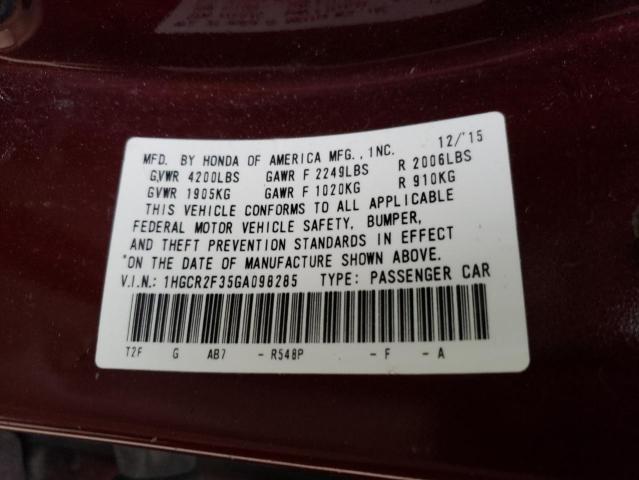 MFD. BY HONDA OF AMERICA MFG.,INC. 12/'15
GVWR 4200LBS GAWR F 2249LBS R 2006LBS
GVWR 1905KG GAWR F 1020KG R 910KG
THIS VEHICLE CONFORMS TO ALL APPLICABLE
FEDERAL MOTOR VEHICLE SAFETY, BUMPER,
AND THEFT PREVENTION STANDARDS IN EFFECT
*ON THE DATE OF MANUFACTURE SHOWN ABOVE.
V.I.N.: 1HGCR2F35GA098285 TYPE: PASSENGER CAR
T2F G AB7 - R548P - F - A